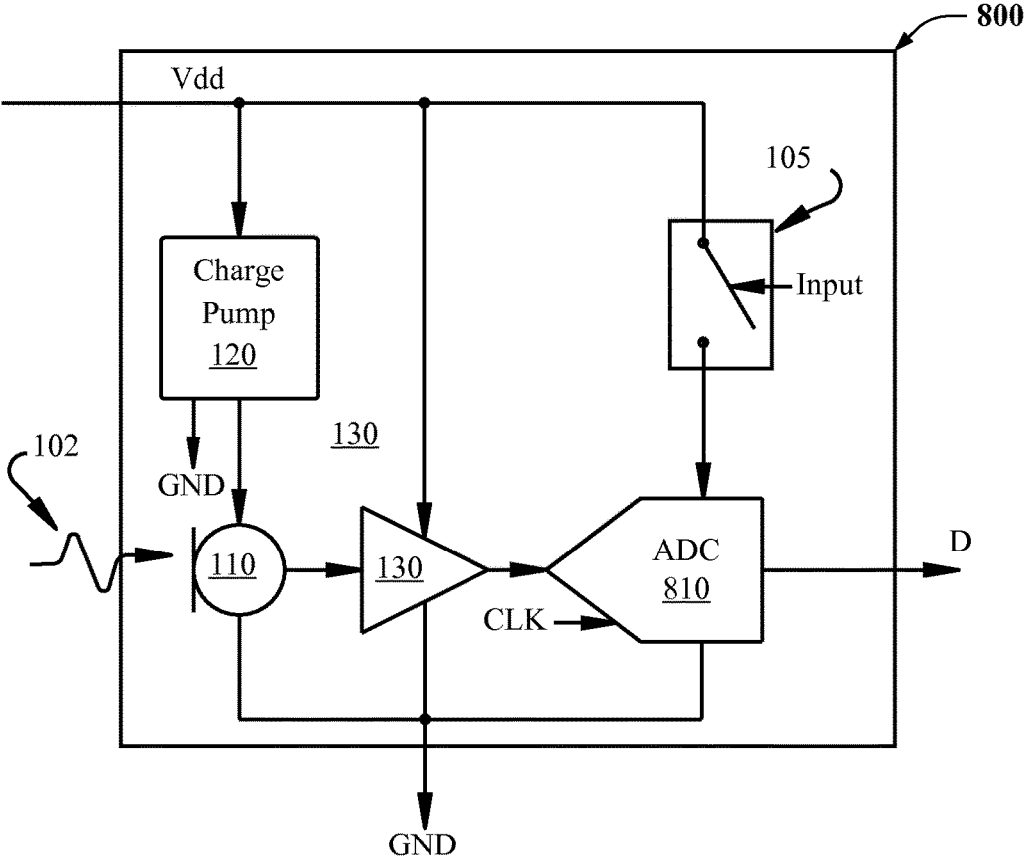 800
Vdd
105
Charge
Pump
120
Input
130
102
GND
110
130
ADC
810
D
CLK
GND